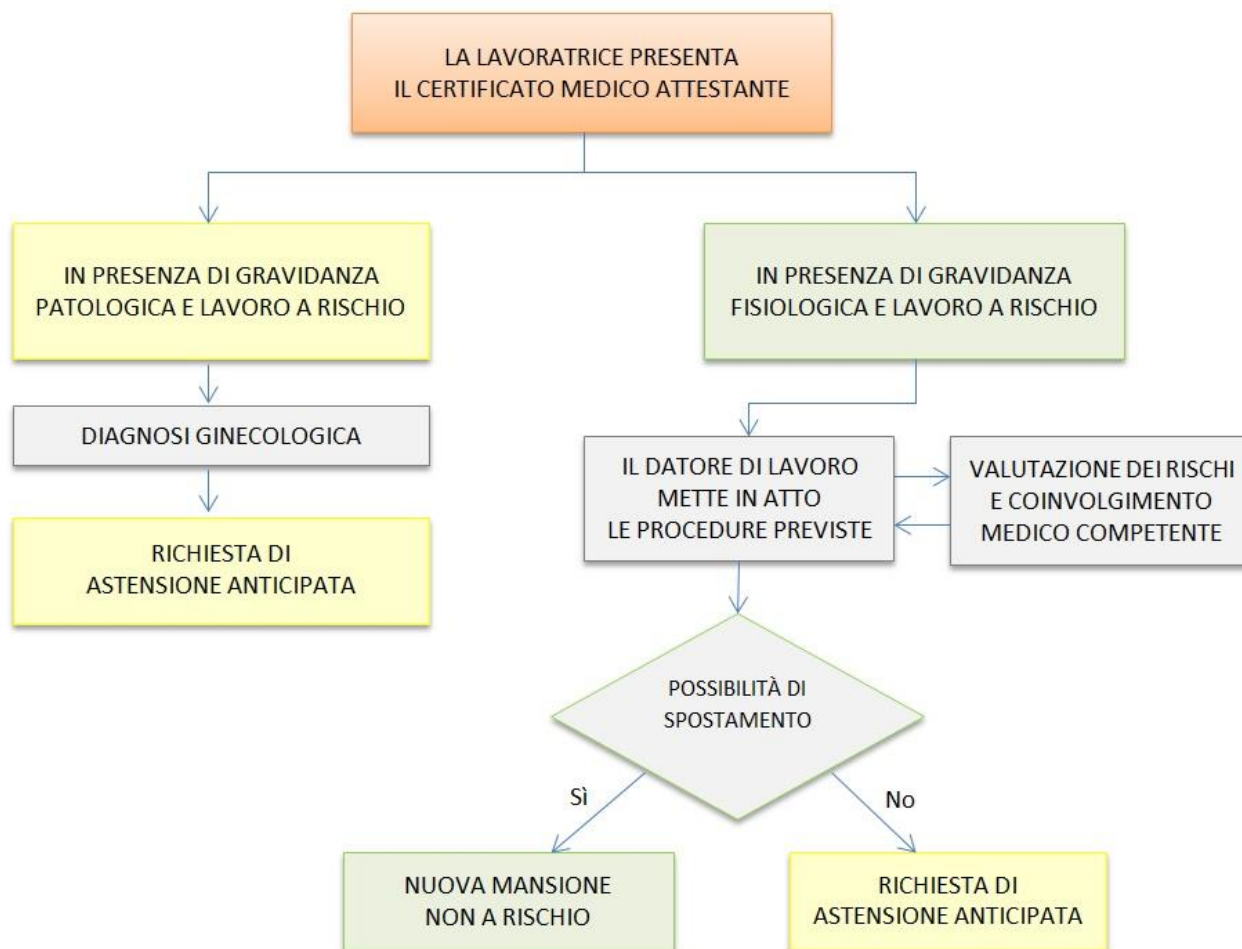 LA LAVORATRICE PRESENTA
IL CERTIFICATO MEDICO ATTESTANTE
IN PRESENZA DI GRAVIDANZA
PATOLOGICA E LAVORO A RISCHIO
IN PRESENZA DI GRAVIDANZA
FISIOLOGICA E LAVORO A RISCHIO
DIAGNOSI GINECOLOGICA
RICHIESTA DI
ASTENSIONE ANTICIPATA
IL DATORE DI LAVORO
METTE IN ATTO
LE PROCEDURE PREVISTE
VALUTAZIONE DEI RISCHI
E COINVOLGIMENTO
MEDICO COMPETENTE
POSSIBILITÀ DI
SPOSTAMENTO
Sì
No
NUOVA MANSIONE
NON A RISCHIO
RICHIESTA DI
ASTENSIONE ANTICIPATA